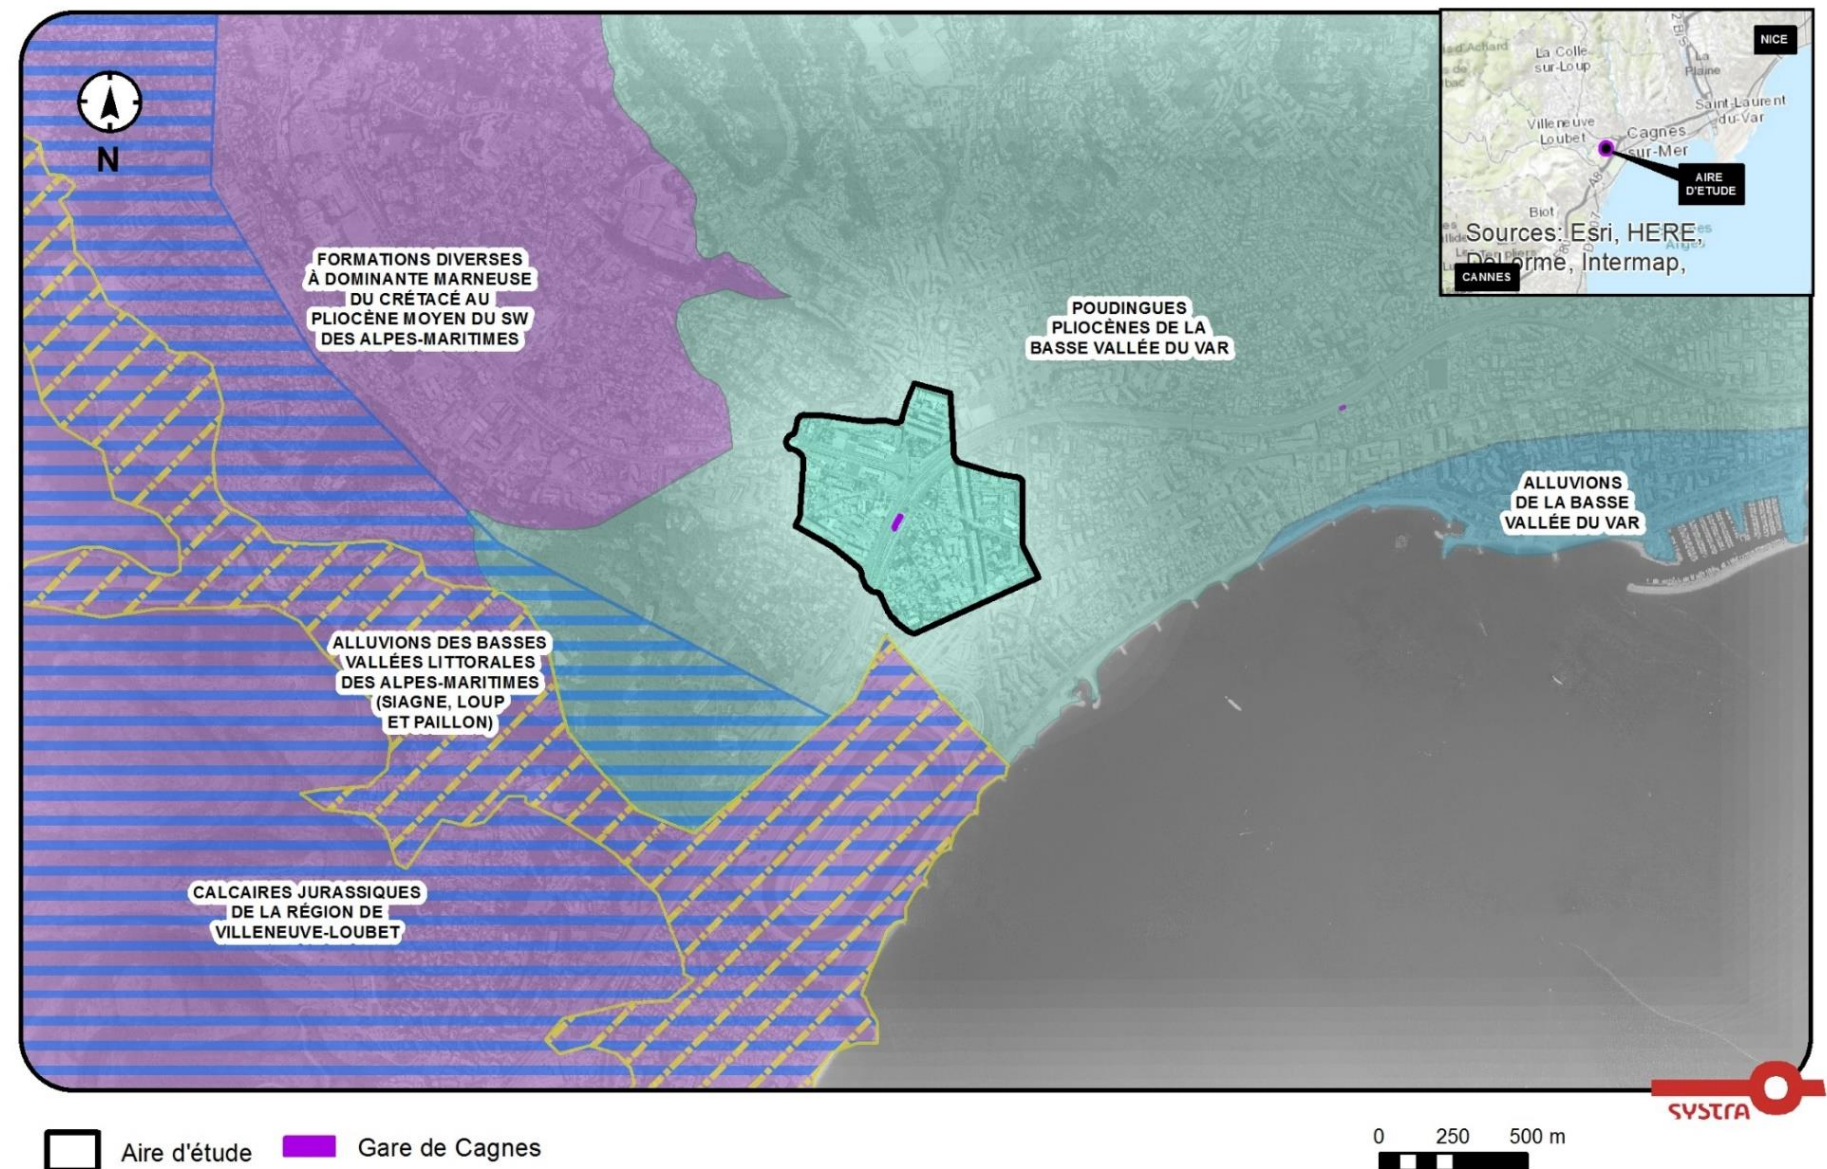 N
FORMATIONS DIVERSES
À DOMINANTE MARNEUSE
DU CRÉTACÉ AU
PLIOCÈNE MOYEN DU SW
DES ALPES-MARITIMES
POUDINGUES
PLIOCÈNES DE LA
BASSE VALLÉE DU VAR
ALLUVIONS
DE LA BASSE
VALLÉE DU VAR
ALLUVIONS DES BASSES
VALLÉES LITTORALES
DES ALPES-MARITIMES
(SIAGNE, LOUP
ET PAILLON)
CALCAIRES JURASSIQUES
DE LA RÉGION DE
VILLENEUVE-LOUBET
NICE
La Colle
sur-Loup
La
Plaine
Saint-Laurent
du-Var
Villeneuve
Loubet
Cagnes
sur-Mer
A8
AIRE
D'ETUDE
Biot
Sources: Esri, HERE,
DeLorme, Intermap,
CANNES
SYSTRA
Aire d'étude
Gare de Cagnes
0 250 500 m